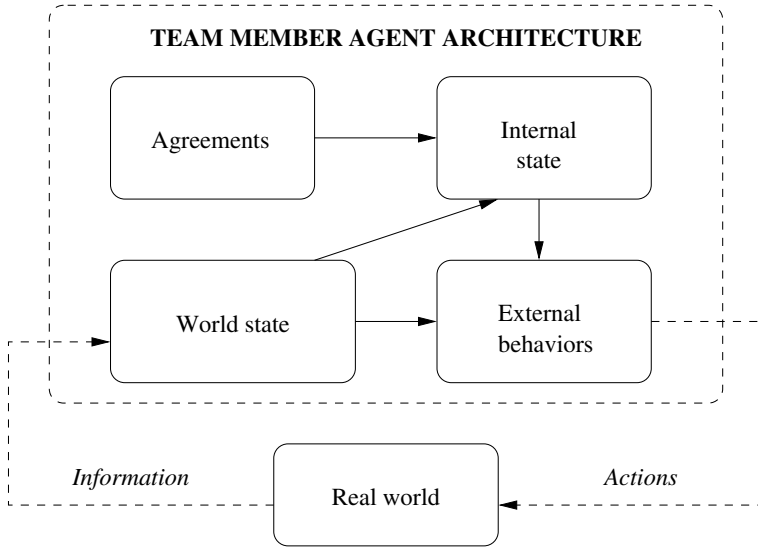 TEAM MEMBER AGENT ARCHITECTURE
Agreements
Internal
state
World state
External
behaviors
Information
Real world
Actions